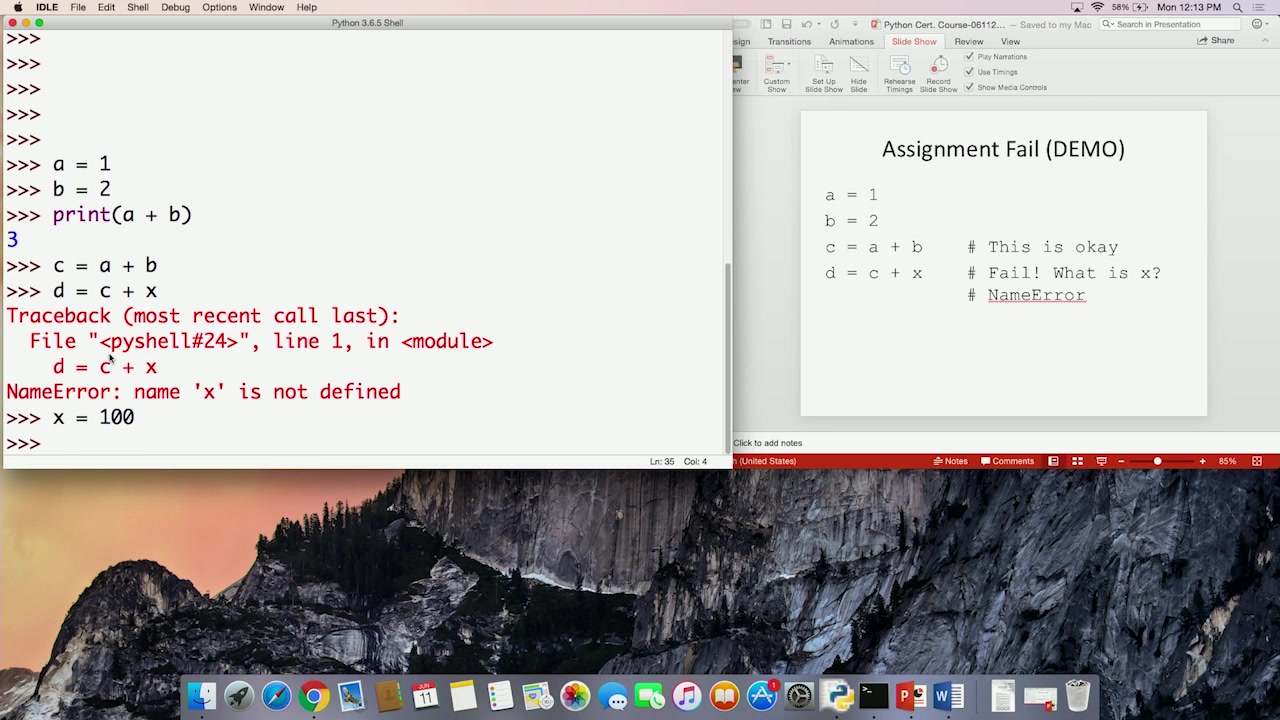 IDLE File Edit Shell Debug Options Window Help 58% Mon 12:13 PM
Python 3.6.5 Shell
>>>
>>>
>>>
>>>
>>>
>>> a = 1
>>> b = 2
>>> print(a + b)
3
>>> c = a + b
>>> d = c + x
Traceback (most recent call last):
File "<pyshell#24>", line 1, in <module>
d = c + x
NameError: name 'x' is not defined
>>> x = 100
>>>
Ln: 35 Col: 4
Python Cert. Course-06112... — Saved to my Mac
Search in Presentation
sign Transitions Animations Slide Show Review View Share
Custom Show
Set Up Slide Show
Hide Slide
Rehearse Timings
Record Slide Show
Play Narrations
Use Timings
Show Media Controls
Assignment Fail (DEMO)
a = 1
b = 2
c = a + b # This is okay
d = c + x # Fail! What is x?
# NameError
Click to add notes
(United States) Notes Comments 85%
JUN
11
1